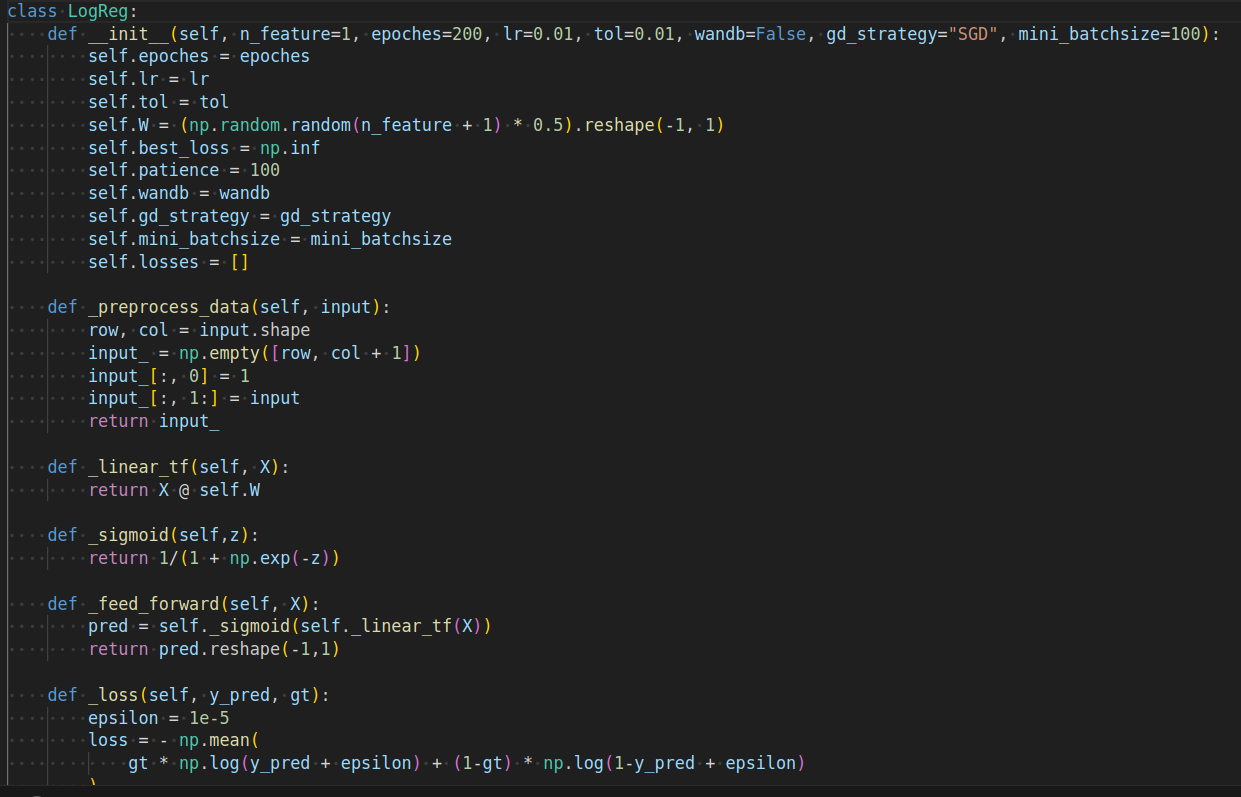 class LogReg:
    def __init__(self, n_feature=1, epoches=200, lr=0.01, tol=0.01, wandb=False, gd_strategy="SGD", mini_batchsize=100):
        self.epoches = epoches
        self.lr = lr
        self.tol = tol
        self.W = (np.random.random(n_feature + 1) * 0.5).reshape(-1, 1)
        self.best_loss = np.inf
        self.patience = 100
        self.wandb = wandb
        self.gd_strategy = gd_strategy
        self.mini_batchsize = mini_batchsize
        self.losses = []
    def _preprocess_data(self, input):
        row, col = input.shape
        input_ = np.empty([row, col + 1])
        input_[:, 0] = 1
        input_[:, 1:] = input
        return input_
    def _linear_tf(self, X):
        return X @ self.W
    def _sigmoid(self,z):
        return 1/(1 + np.exp(-z))
    def _feed_forward(self, X):
        pred = self._sigmoid(self._linear_tf(X))
        return pred.reshape(-1,1)
    def _loss(self, y_pred, gt):
        epsilon = 1e-5
        loss = - np.mean(
            gt * np.log(y_pred + epsilon) + (1-gt) * np.log(1-y_pred + epsilon)
        )